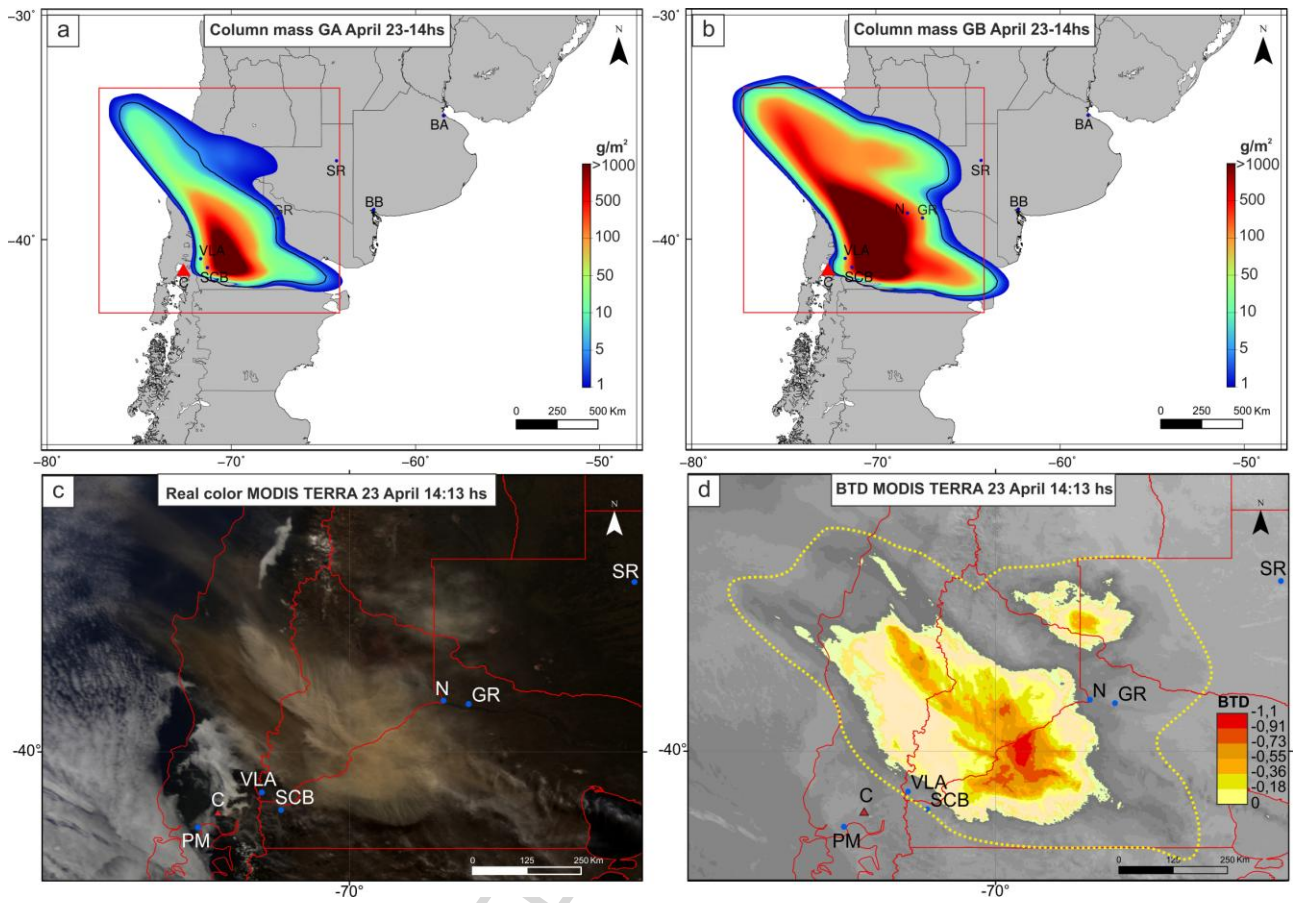 a
Column mass GA April 23-14hs
N
−30°
−40°
−80°
−70°
−60°
−50°
BA
SR
BB
GR
VLA
SCB
C
g/m²
>1000
500
100
50
10
5
1
0 250 500 Km
b
Column mass GB April 23-14hs
N
−30°
−40°
−80°
−70°
−60°
−50°
BA
SR
BB
N
GR
VLA
SCB
C
g/m²
>1000
500
100
50
10
5
1
0 250 500 Km
c
Real color MODIS TERRA 23 April 14:13 hs
N
SR
N
GR
-40°
VLA
SCB
C
PM
0 125 250 Km
-70°
d
BTD MODIS TERRA 23 April 14:13 hs
N
SR
N
GR
-40°
VLA
SCB
C
PM
BTD
-1,1
-0,91
-0,73
-0,55
-0,36
-0,18
0
0 125 250 Km
-70°